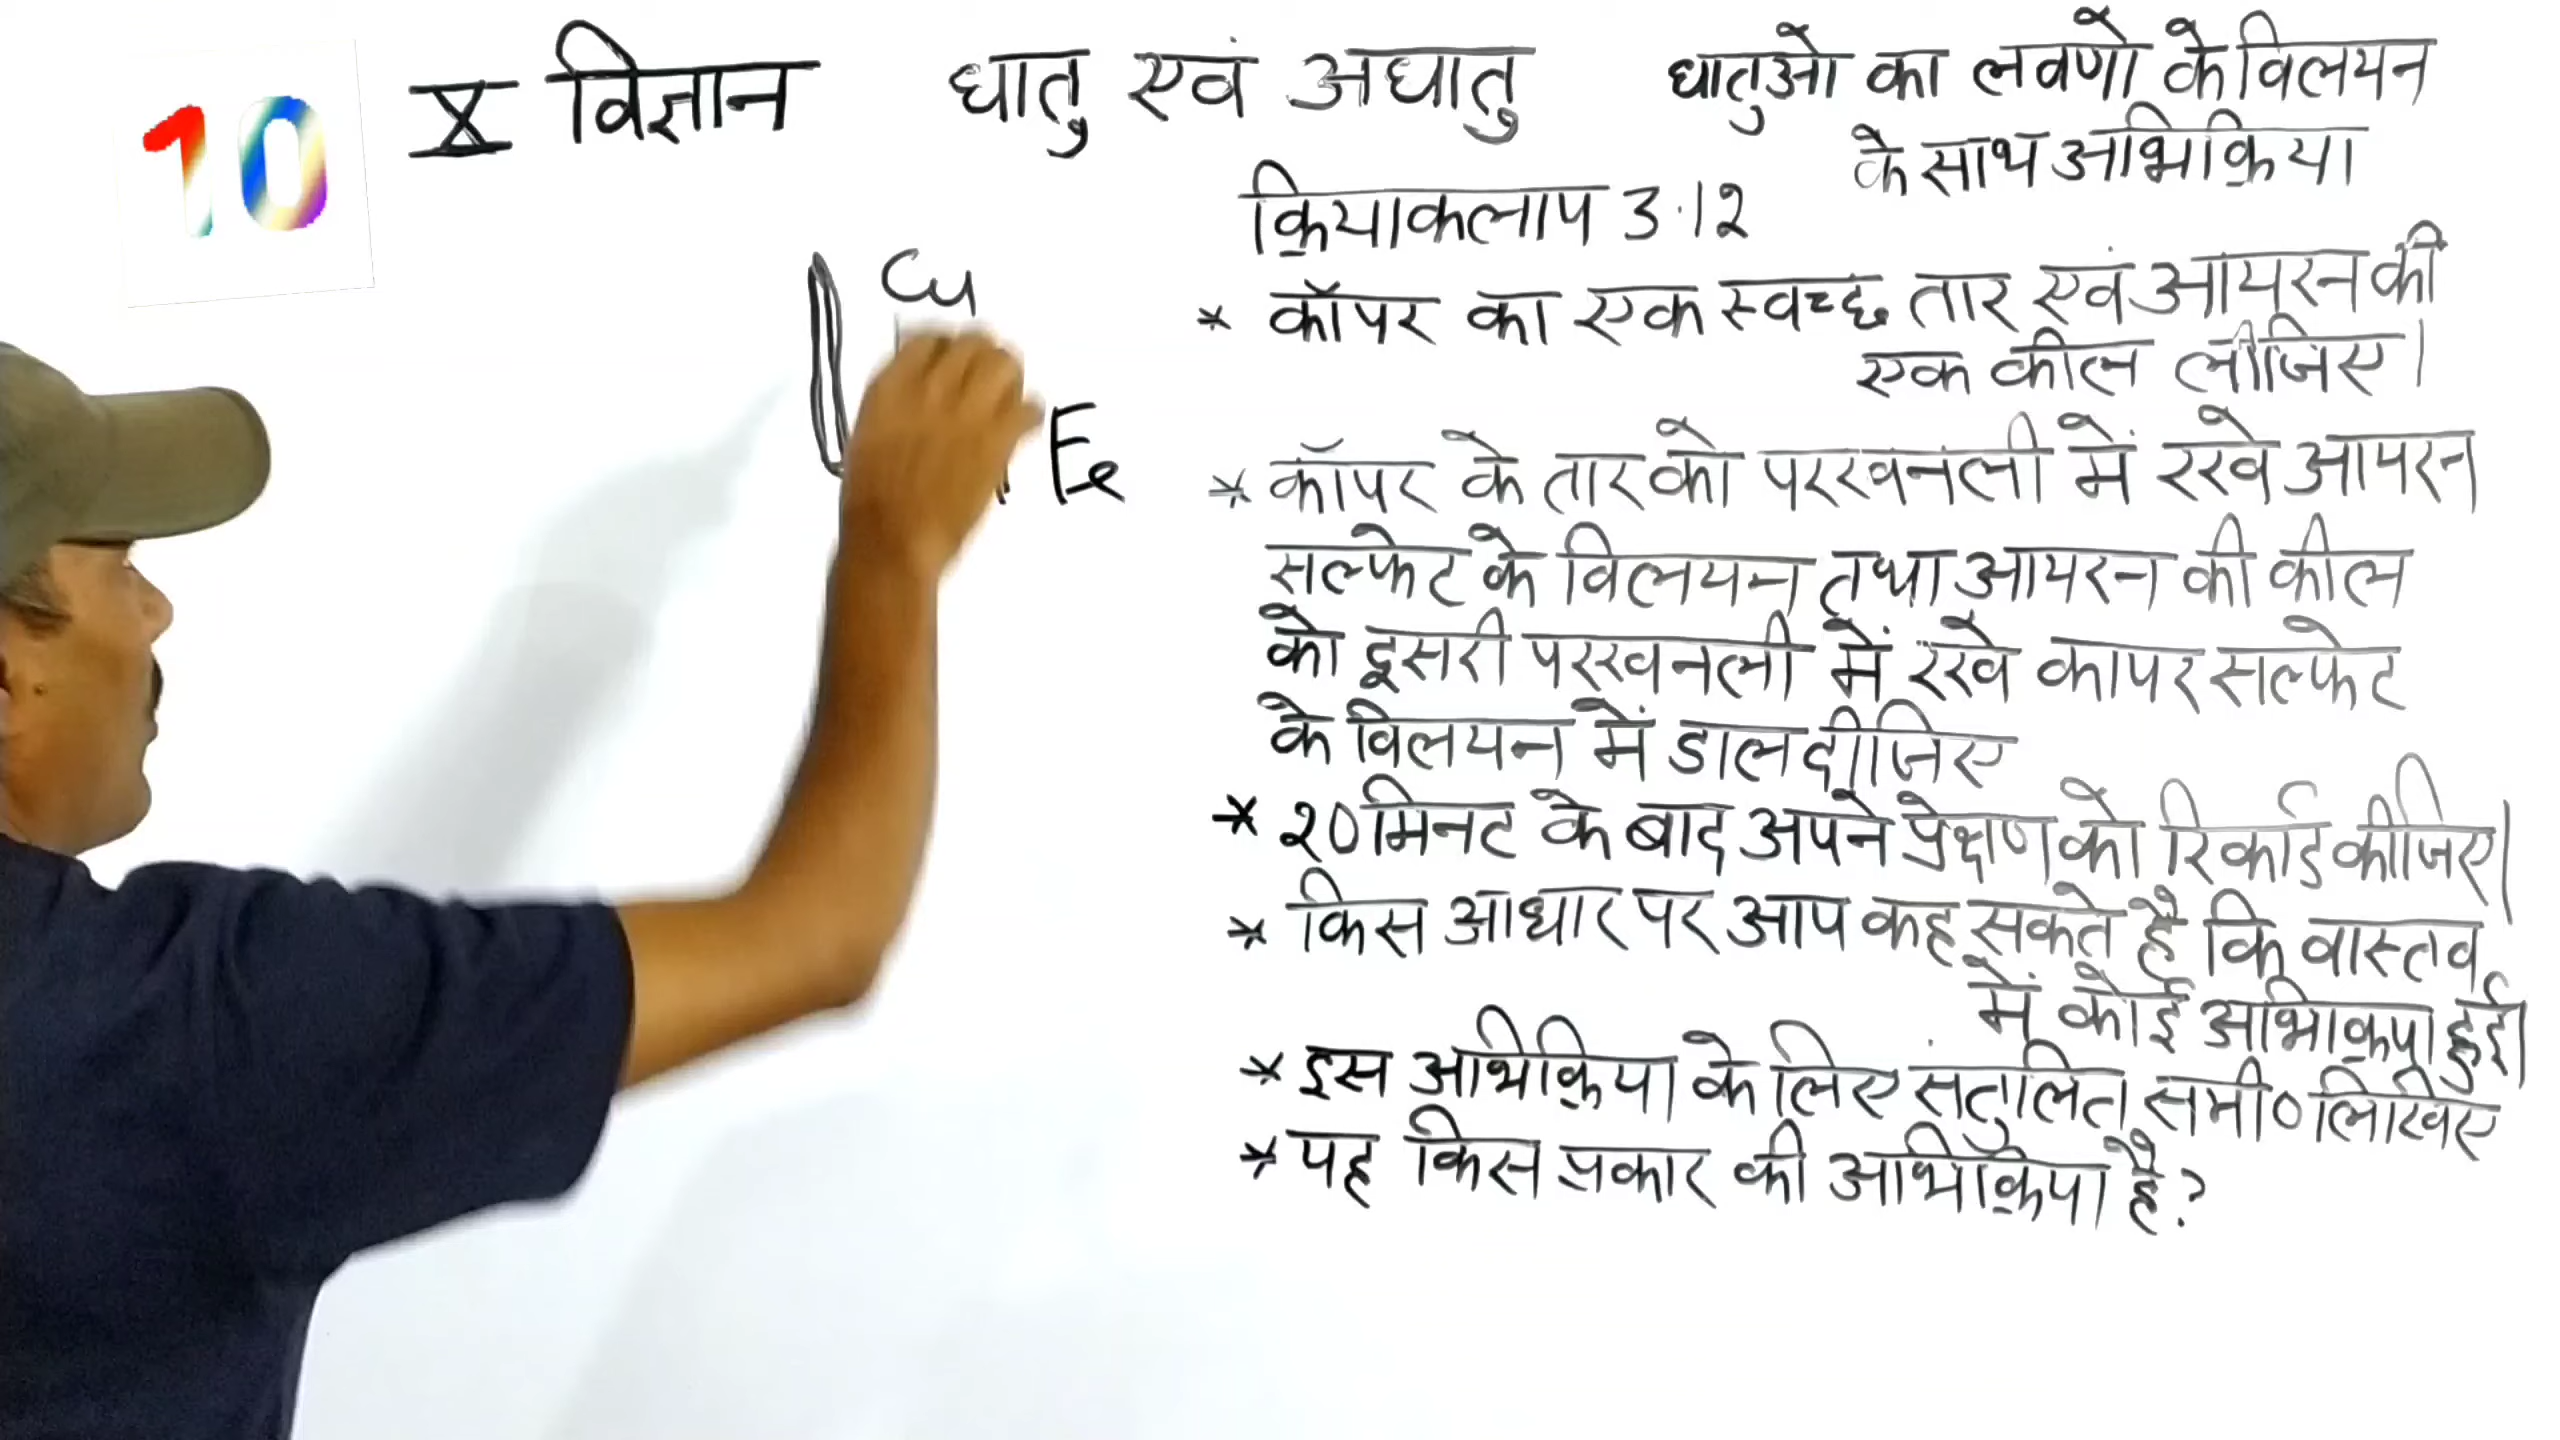 10
X विज्ञान धातु एवं अधातु
धातुओ का लवणो के विलयन
के साथ अभिक्रिया
क्रियाकलाप 3.12
* कॉपर का एक स्वच्छ तार एवं आयरन की
एक कील लीजिए।
* कॉपर के तार को परखनली में रखे आयरन
सल्फेट के विलयन तथा आयरन की कील
को दूसरी परखनली में रखे कापर सल्फेट
के विलयन में डाल दीजिए
* २0 मिनट के बाद अपने प्रेक्षण को रिकार्ड कीजिए।
* किस आधार पर आप कह सकते है कि वास्तव
में कोई अभिक्रिया हुई।
* इस अभिक्रिया के लिए संतुलित समी० लिखिए
* यह किस प्रकार की अभिक्रिया है?
Cu
Fe